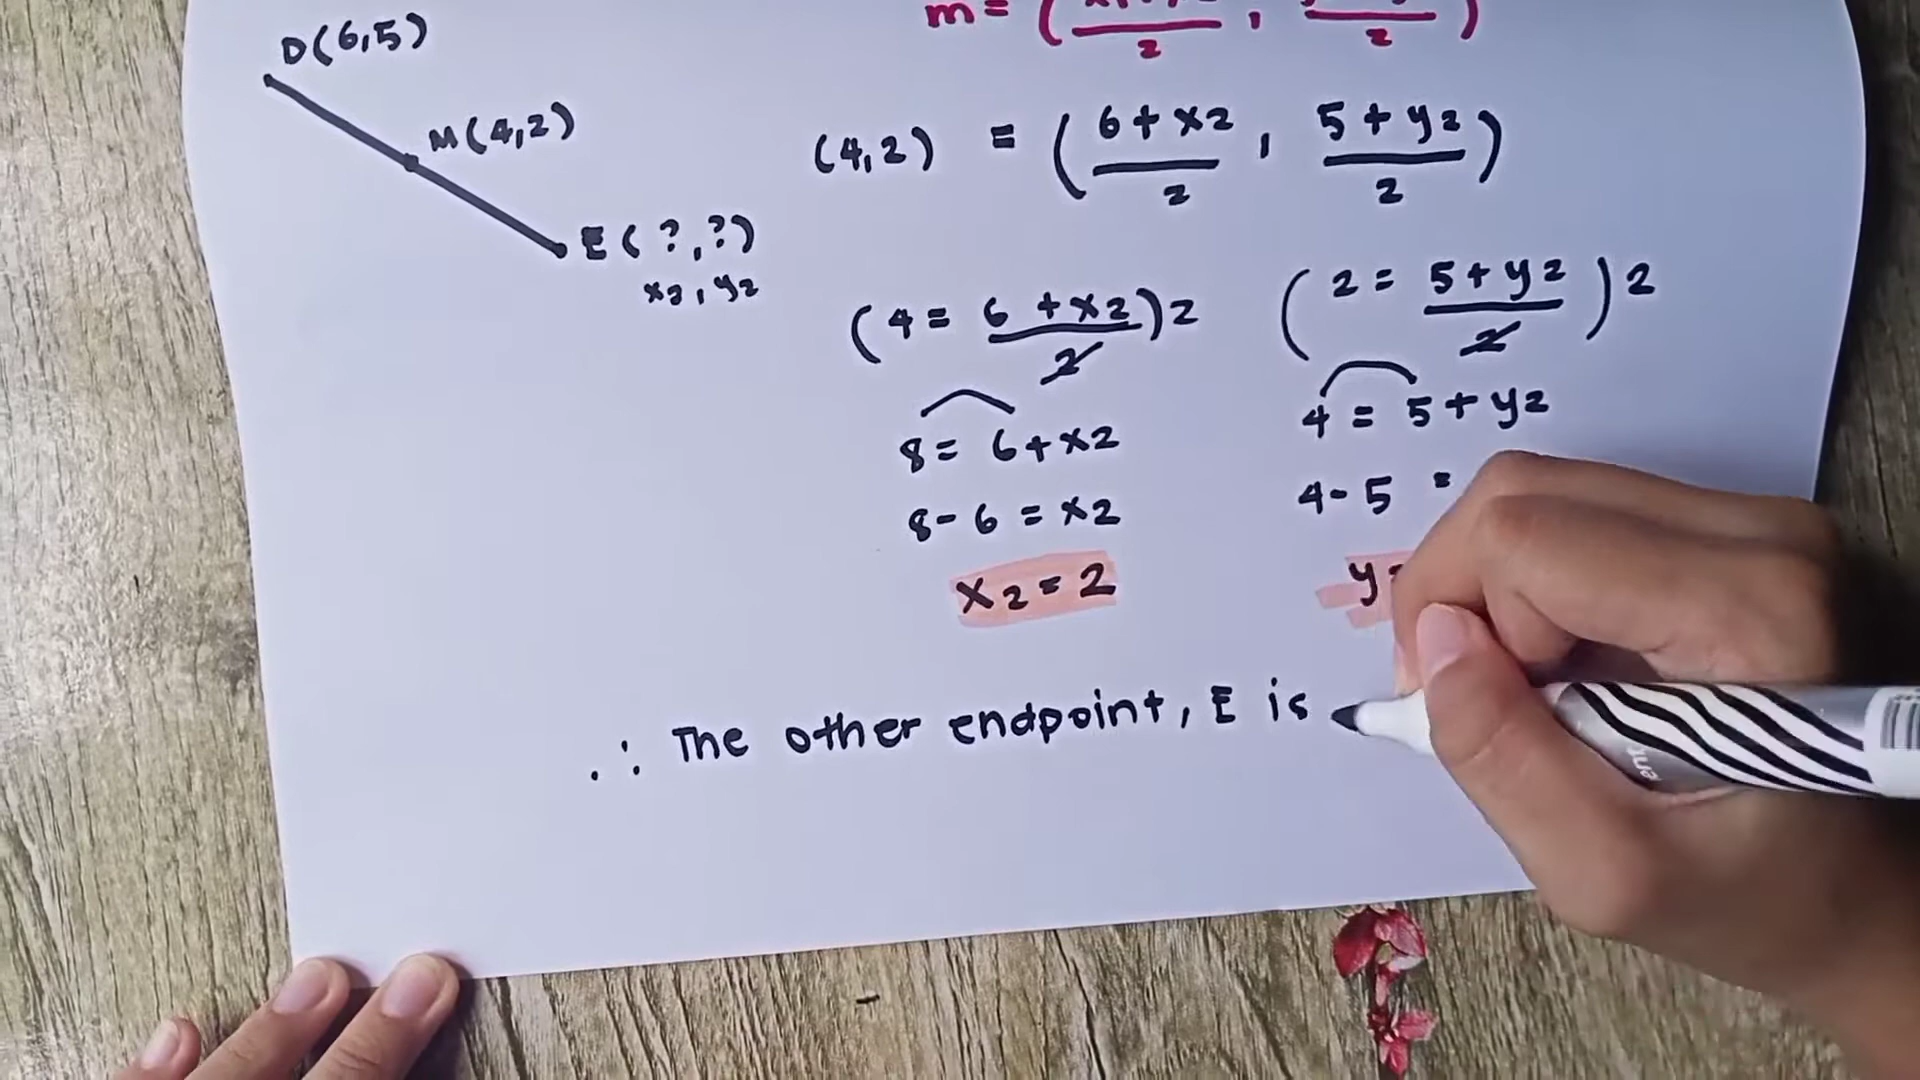 D(6,5)
M(4,2)
E(?,?)
x2, y2
m=
2 , 2
(4,2) = (6+x2/2 , 5+y2/2)
(4= 6+x2/2)2
8= 6+x2
8-6 = x2
x2=2
(2= 5+y2/2)2
4 = 5+y2
4-5 =
y
∴ The other endpoint, E is